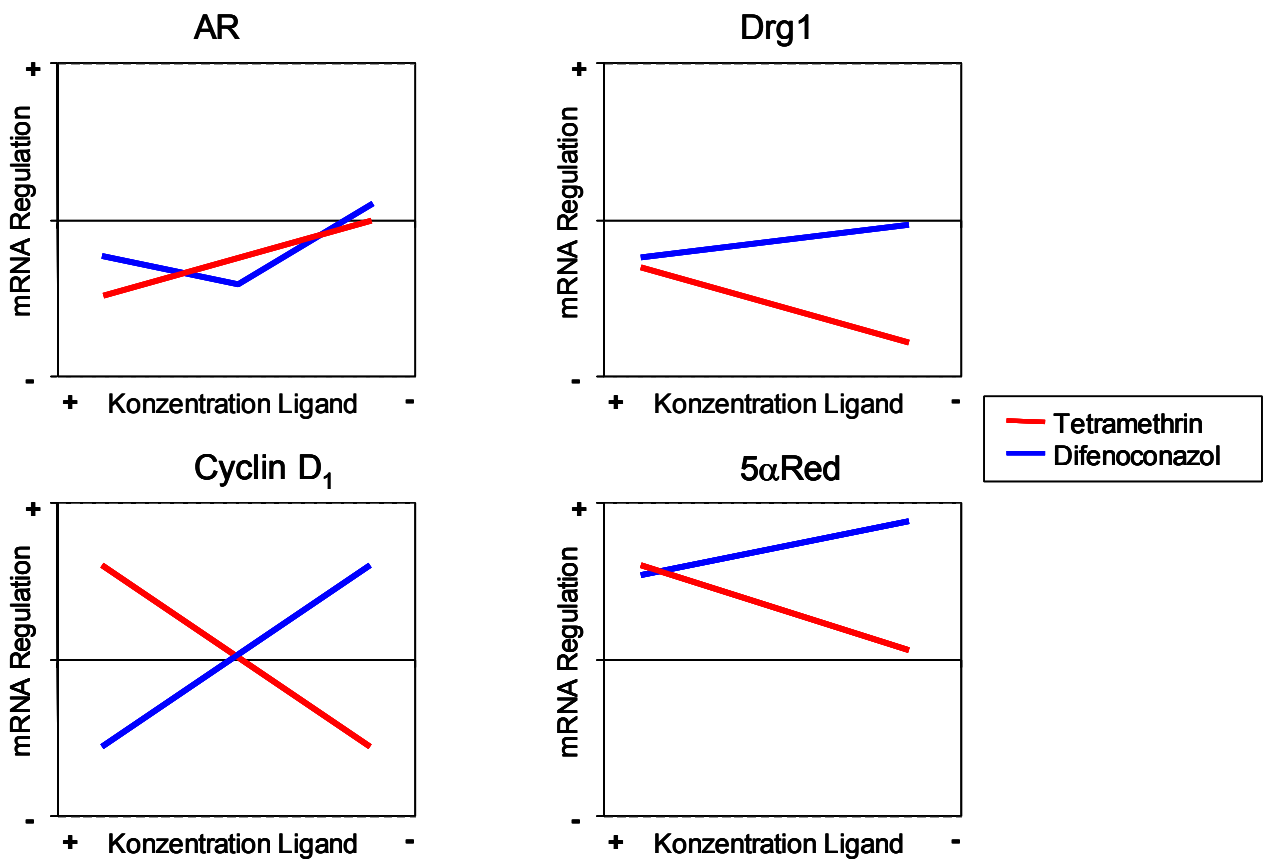 AR
+
mRNA Regulation
-
+ Konzentration Ligand -
Drg1
+
mRNA Regulation
-
+ Konzentration Ligand -
Tetramethrin
Difenoconazol
Cyclin D₁
+
mRNA Regulation
-
+ Konzentration Ligand -
5αRed
+
mRNA Regulation
-
+ Konzentration Ligand -